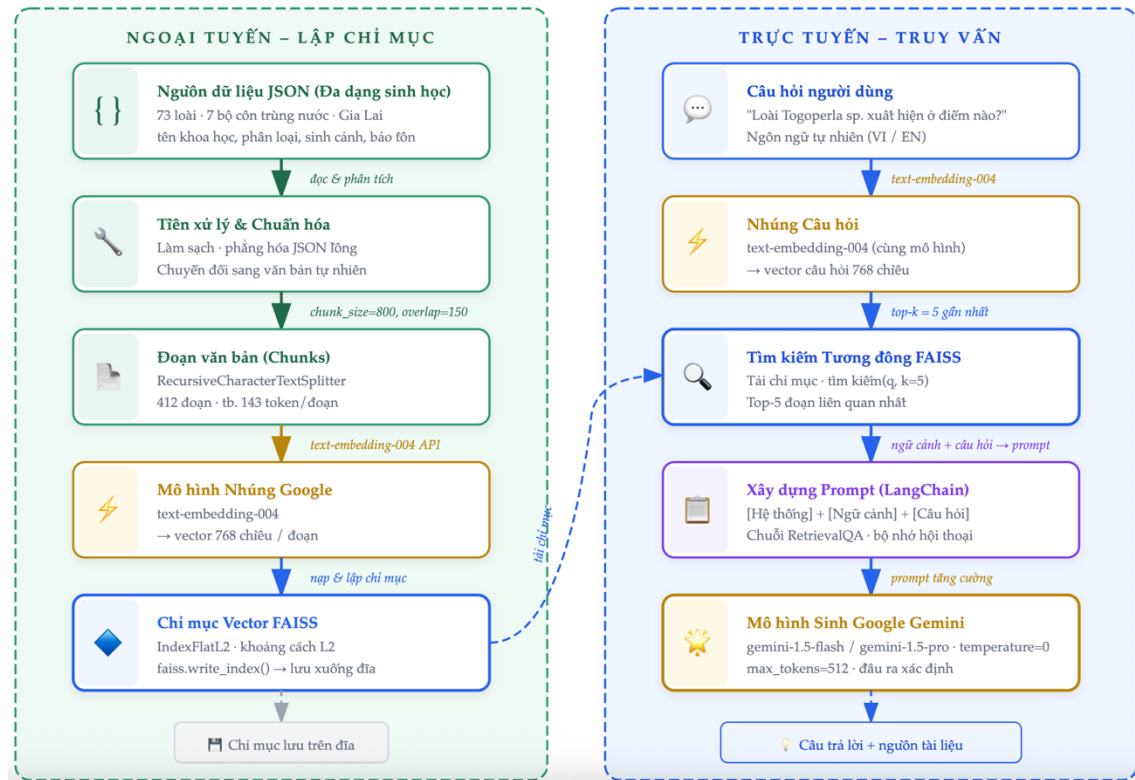 NGOẠI TUYẾN – LẬP CHỈ MỤC
{ }
Nguồn dữ liệu JSON (Đa dạng sinh học)
73 loài · 7 bộ côn trùng nước · Gia Lai
tên khoa học, phân loại, sinh cảnh, bảo tồn
đọc & phân tích
Tiền xử lý & Chuẩn hóa
Làm sạch · phẳng hóa JSON lồng
Chuyển đổi sang văn bản tự nhiên
chunk_size=800, overlap=150
Đoạn văn bản (Chunks)
RecursiveCharacterTextSplitter
412 đoạn · tb. 143 token/đoạn
text-embedding-004 API
Mô hình Nhúng Google
text-embedding-004
→ vector 768 chiều / đoạn
nạp & lập chỉ mục
Chỉ mục Vector FAISS
IndexFlatL2 · khoảng cách L2
faiss.write_index() → lưu xuống đĩa
Chỉ mục lưu trên đĩa
tải chỉ mục
TRỰC TUYẾN – TRUY VẤN
Câu hỏi người dùng
"Loài Togoperla sp. xuất hiện ở điểm nào?"
Ngôn ngữ tự nhiên (VI / EN)
text-embedding-004
Nhúng Câu hỏi
text-embedding-004 (cùng mô hình)
→ vector câu hỏi 768 chiều
top-k = 5 gần nhất
Tìm kiếm Tương đồng FAISS
Tải chỉ mục · tìm kiếm(q, k=5)
Top-5 đoạn liên quan nhất
ngữ cảnh + câu hỏi → prompt
Xây dựng Prompt (LangChain)
[Hệ thống] + [Ngữ cảnh] + [Câu hỏi]
Chuỗi RetrievalQA · bộ nhớ hội thoại
prompt tăng cường
Mô hình Sinh Google Gemini
gemini-1.5-flash / gemini-1.5-pro · temperature=0
max_tokens=512 · đầu ra xác định
Câu trả lời + nguồn tài liệu